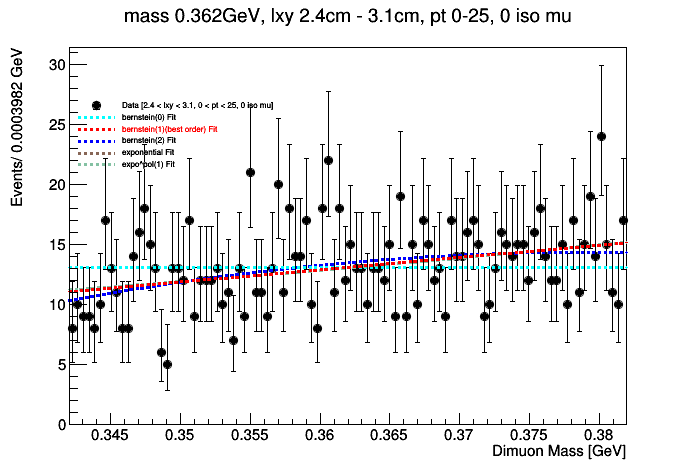 mass 0.362GeV, lxy 2.4cm - 3.1cm, pt 0-25, 0 iso mu
Events/ 0.0003982 GeV
30
25
20
15
10
5
0
Data [2.4 < lxy < 3.1, 0 < pt < 25, 0 iso mu]
bernstein(0) Fit
bernstein(1)(best order) Fit
bernstein(2) Fit
exponential Fit
expo*pol(1) Fit
0.345 0.35 0.355 0.36 0.365 0.37 0.375 0.38
Dimuon Mass [GeV]